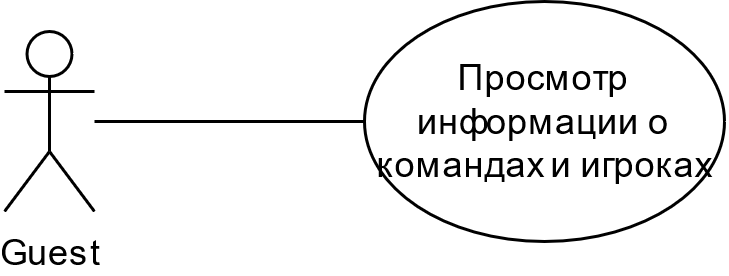 Просмотр
информации о
командах и игроках
Guest